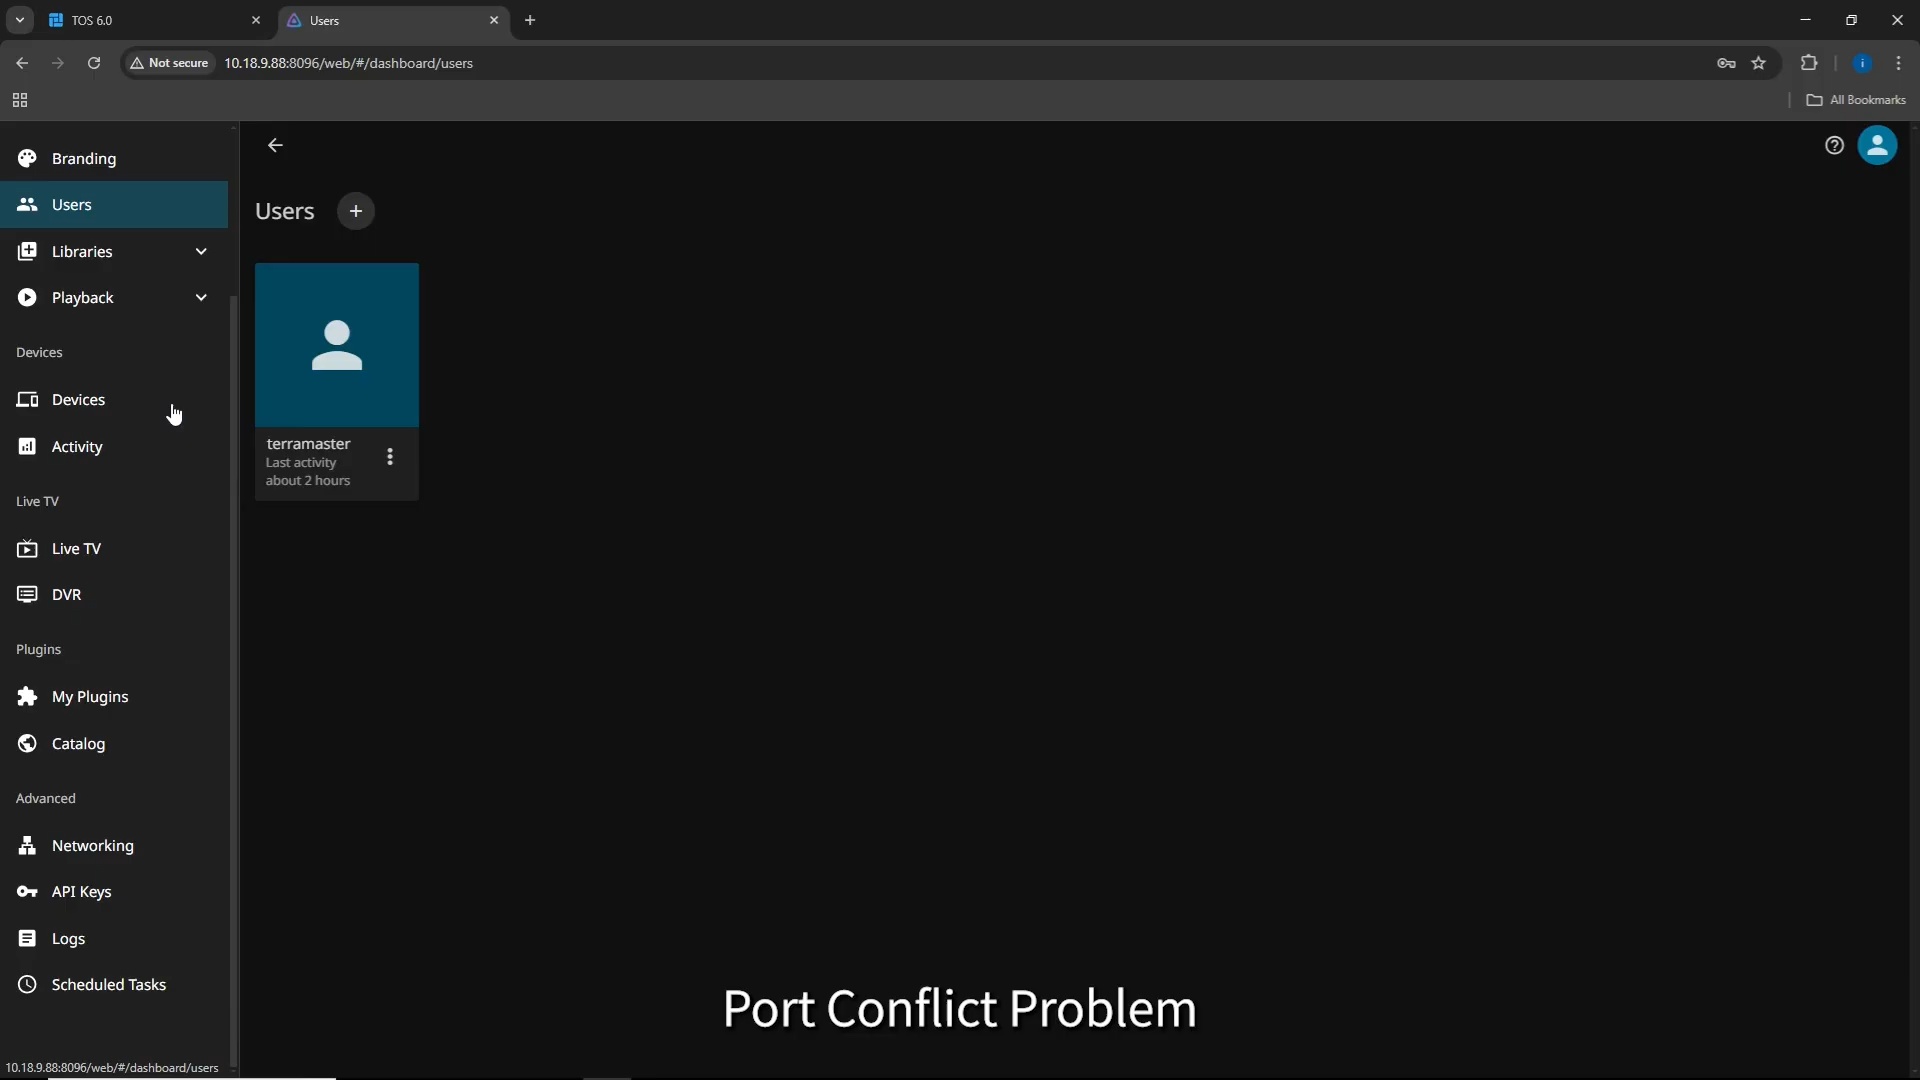 TOS 6.0
Users
Not secure
10.18.9.88:8096/web/#/dashboard/users
i
All Bookmarks
Branding
Users
Libraries
Playback
Devices
Devices
Activity
Live TV
Live TV
DVR
Plugins
My Plugins
Catalog
Advanced
Networking
API Keys
Logs
Scheduled Tasks
10.18.9.88:8096/web/#/dashboard/users
Users
terramaster
Last activity
about 2 hours
Port Conflict Problem